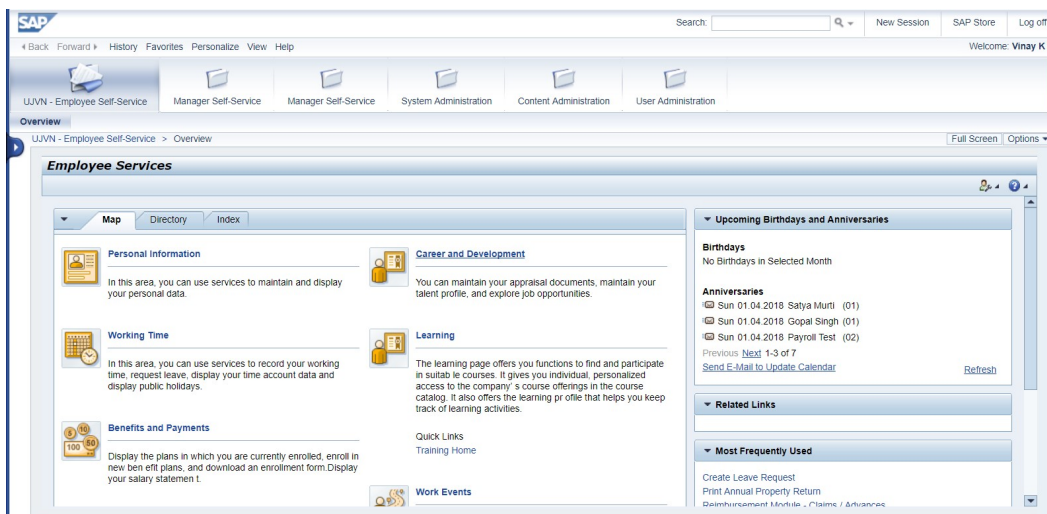 SAP
Search:
New Session
SAP Store
Log off
Back Forward History Favorites Personalize View Help
Welcome: Vinay K
UJVN - Employee Self-Service
Manager Self-Service
Manager Self-Service
System Administration
Content Administration
User Administration
Overview
UJVN - Employee Self-Service > Overview
Full Screen
Options
Employee Services
Map
Directory
Index
Personal Information
In this area, you can use services to maintain and display
your personal data.
Working Time
In this area, you can use services to record your working
time, request leave, display your time account data and
display public holidays.
Benefits and Payments
5 10
100 50
Display the plans in which you are currently enrolled, enroll in
new ben efit plans, and download an enrollment form.Display
your salary statemen t.
Career and Development
You can maintain your appraisal documents, maintain your
talent profile, and explore job opportunities.
Learning
The learning page offers you functions to find and participate
in suitab le courses. It gives you individual, personalized
access to the company' s course offerings in the course
catalog. It also offers the learning pr ofile that helps you keep
track of learning activities.
Quick Links
Training Home
Work Events
Upcoming Birthdays and Anniversaries
Birthdays
No Birthdays in Selected Month
Anniversaries
Sun 01.04.2018 Satya Murti (01)
Sun 01.04.2018 Gopal Singh (01)
Sun 01.04.2018 Payroll Test (02)
Previous Next 1-3 of 7
Send E-Mail to Update Calendar
Refresh
Related Links
Most Frequently Used
Create Leave Request
Print Annual Property Return
Reimbursement Module - Claims / Advances